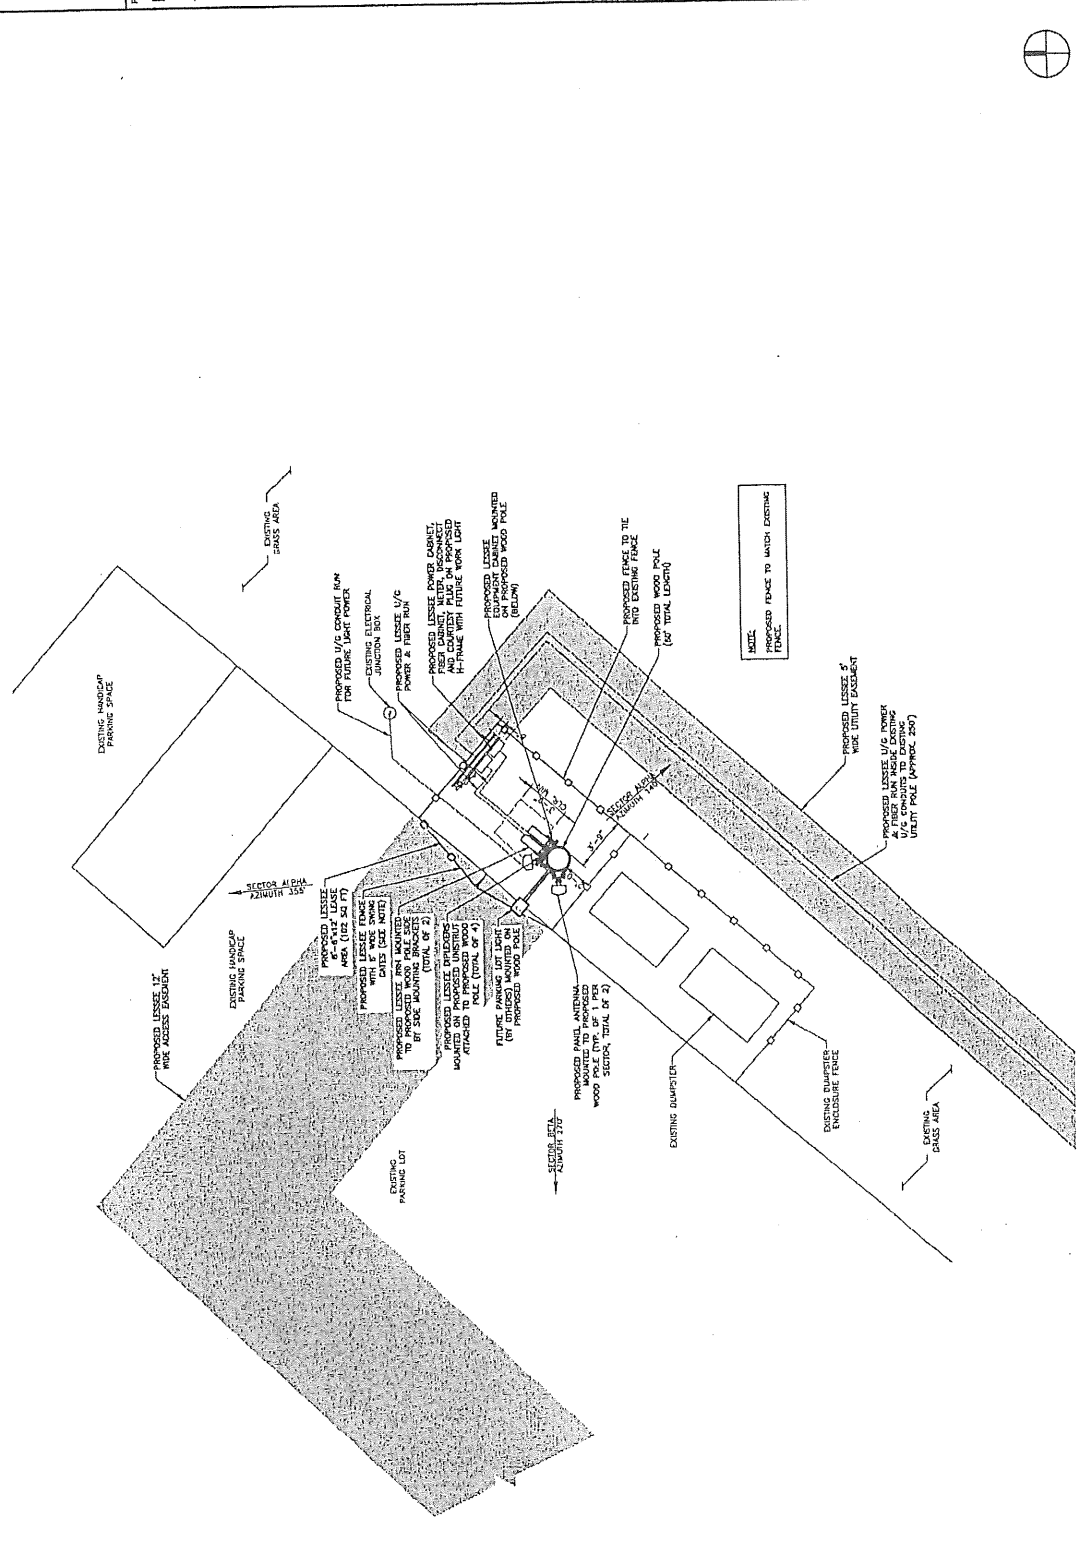 EXISTING HANDICAP
PARKING SPACE
EXISTING
GRASS AREA
PROPOSED U/G CONDUIT RUN
FOR FUTURE LIGHT POWER
EXISTING ELECTRICAL
JUNCTION BOX
PROPOSED LESSEE U/G
POWER & FIBER RUN
PROPOSED LESSEE POWER CABINET,
FIBER CABINET, METER, DISCONNECT
AND COURTESY PLUG ON PROPOSED
H-FRAME WITH FUTURE WORK LIGHT
PROPOSED LESSEE
EQUIPMENT CABINET MOUNTED
ON PROPOSED WOOD POLE
(BELOW)
PROPOSED FENCE TO TIE
INTO EXISTING FENCE
PROPOSED WOOD POLE
TOTAL LENGTH)
NOTE:
PROPOSED FENCE TO MATCH EXISTING
FENCE.
PROPOSED LESSEE 5'
WIDE UTILITY EASEMENT
PROPOSED LESSEE U/G POWER
& FIBER RUN INSIDE EXISTING
U/G CONDUITS TO EXISTING
UTILITY POLE (APPROX. 250')
PROPOSED LESSEE 12'
WIDE ACCESS EASEMENT
EXISTING HANDICAP
PARKING SPACE
SECTOR ALPHA
AZIMUTH 355°
PROPOSED LESSEE
LEASE
AREA (102 SQ FT)
PROPOSED LESSEE FENCE
WITH WIDE SWING
GATES (SEE NOTE)
PROPOSED LESSEE MOUNTED
TO PROPOSED WOOD POLE SIDE
BY SIDE MOUNTING BRACKETS
(TOTAL OF 2)
PROPOSED LESSEE DIPLEXERS
MOUNTED ON PROPOSED UNISTRUT
ATTACHED TO PROPOSED WOOD
POLE (TOTAL OF 4)
FUTURE PARKING LOT LIGHT
(BY OTHERS) MOUNTED ON
PROPOSED WOOD POLE
PROPOSED PANEL ANTENNA
MOUNTED TO PROPOSED
WOOD POLE (TYP. OF 1 PER
SECTOR, TOTAL OF 2)
SECTOR ALPHA
AZIMUTH
3'-9"
SECTOR BETA
AZIMUTH 270°
EXISTING
PARKING LOT
EXISTING DUMPSTER
EXISTING DUMPSTER
ENCLOSURE FENCE
EXISTING
GRASS AREA